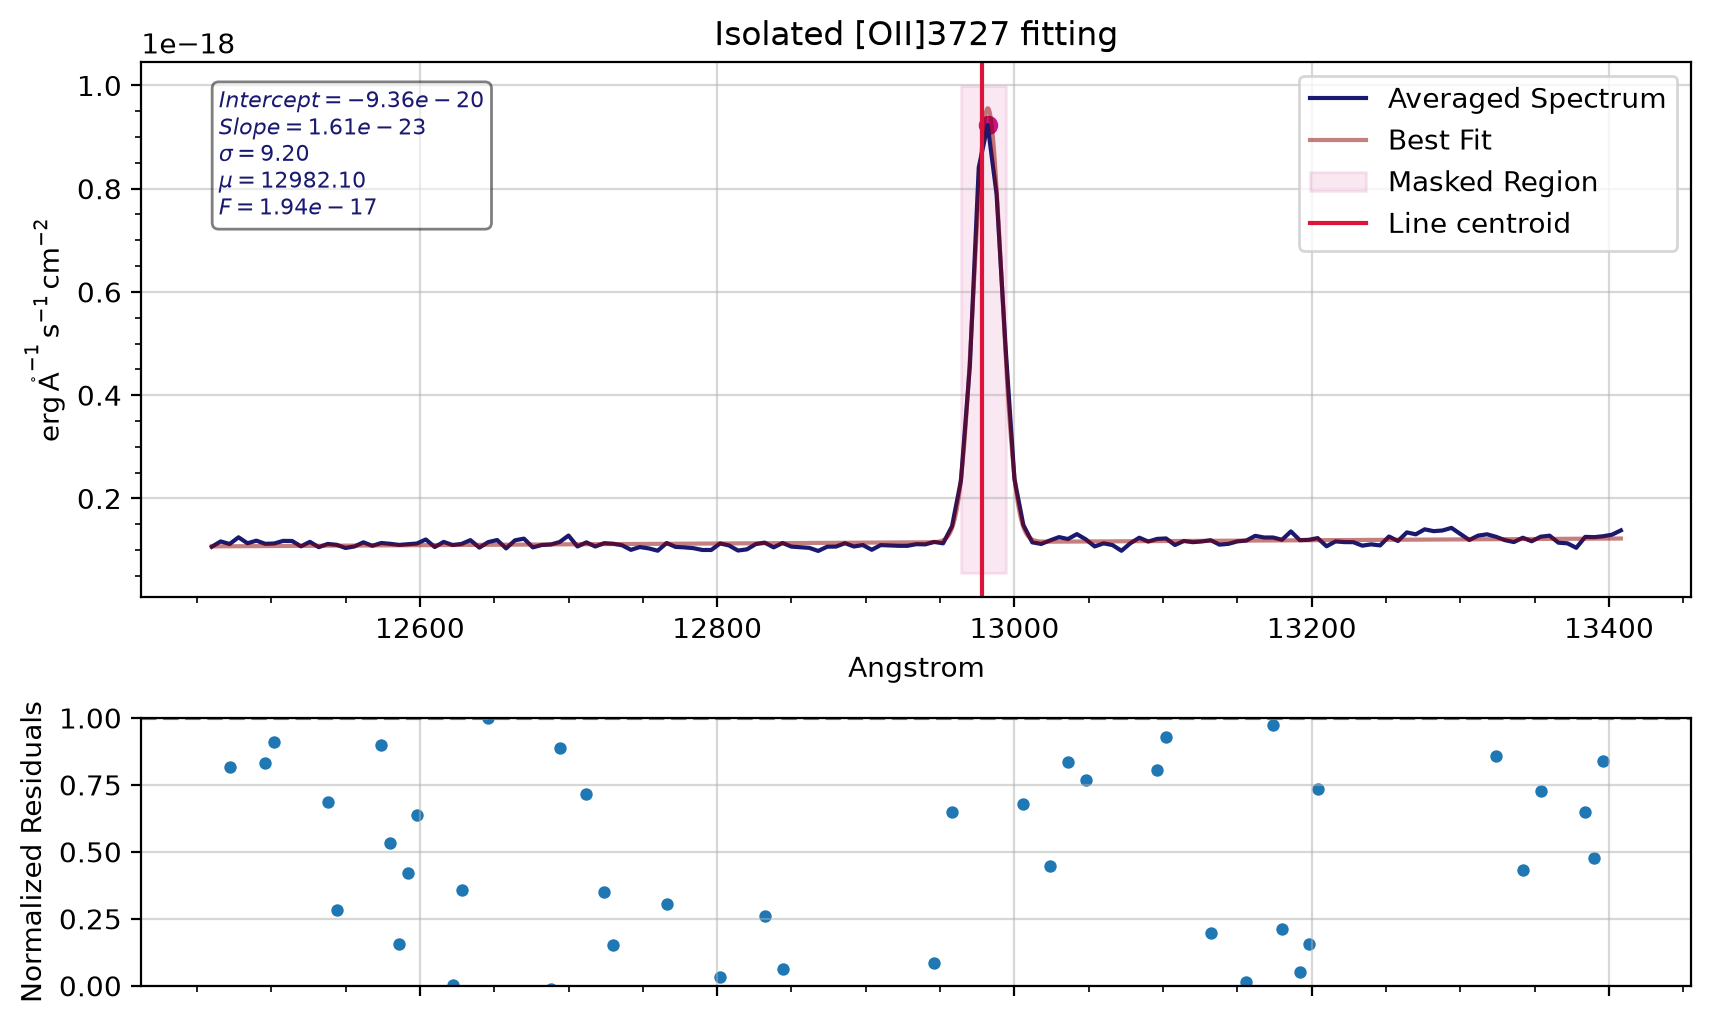 Isolated [OII]3727 fitting
1e−18
Intercept = −9.36e − 20
Slope = 1.61e − 23
σ = 9.20
μ = 12982.10
F = 1.94e − 17
Averaged Spectrum
Best Fit
Masked Region
Line centroid
1.0
0.8
0.6
0.4
0.2
erg Å⁻¹ s⁻¹ cm⁻²
12600 12800 13000 13200 13400
Angstrom
Normalized Residuals
1.00
0.75
0.50
0.25
0.00